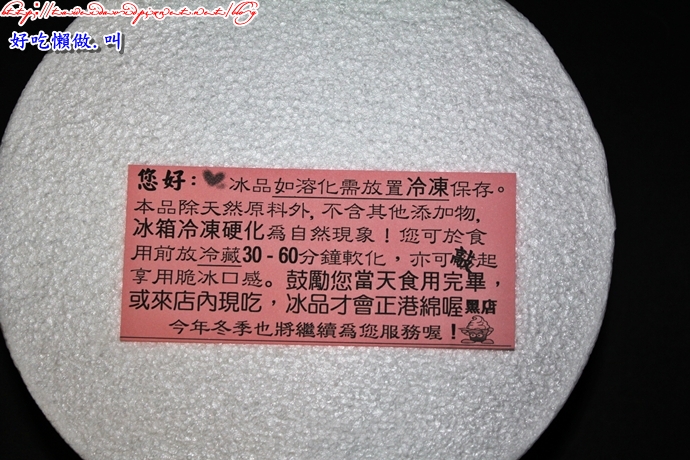 好吃懶做.叫
您好:冰品如溶化需放置冷凍保存。
本品除天然原料外,不含其他添加物,
冰箱冷凍硬化為自然現象!您可於食
用前放冷藏30-60分鐘軟化,亦可敲起
享用脆冰口感。鼓勵您當天食用完畢,
或來店內現吃,冰品才會正港綿喔黑店
今年冬季也將繼續為您服務喔!